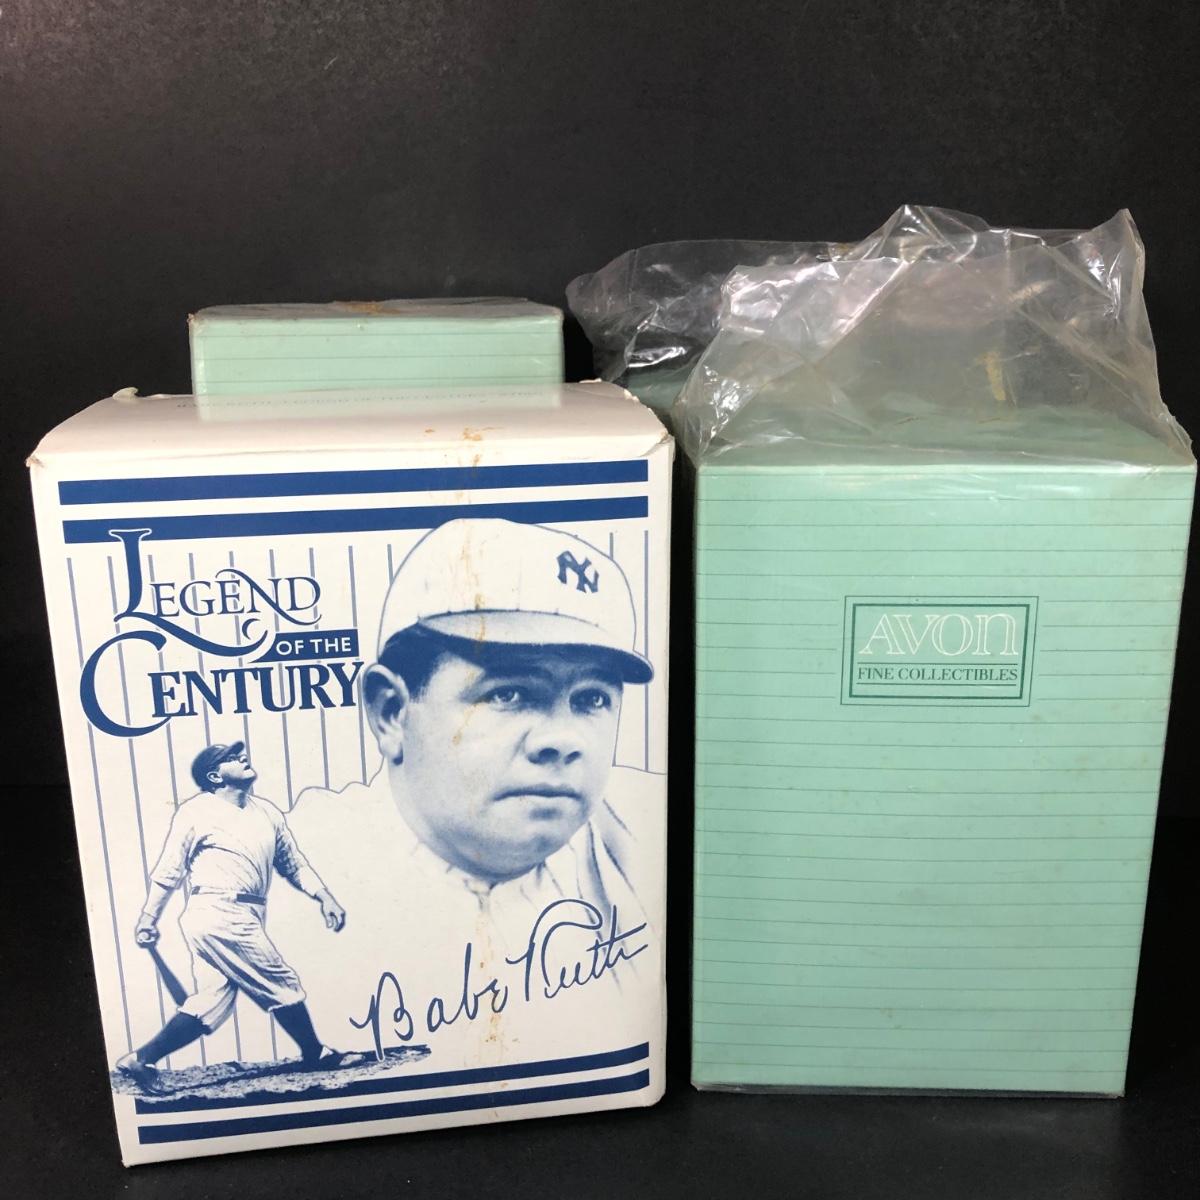 LEGEND
OF THE
CENTURY
NY
Babe Ruth
AVON
FINE COLLECTIBLES